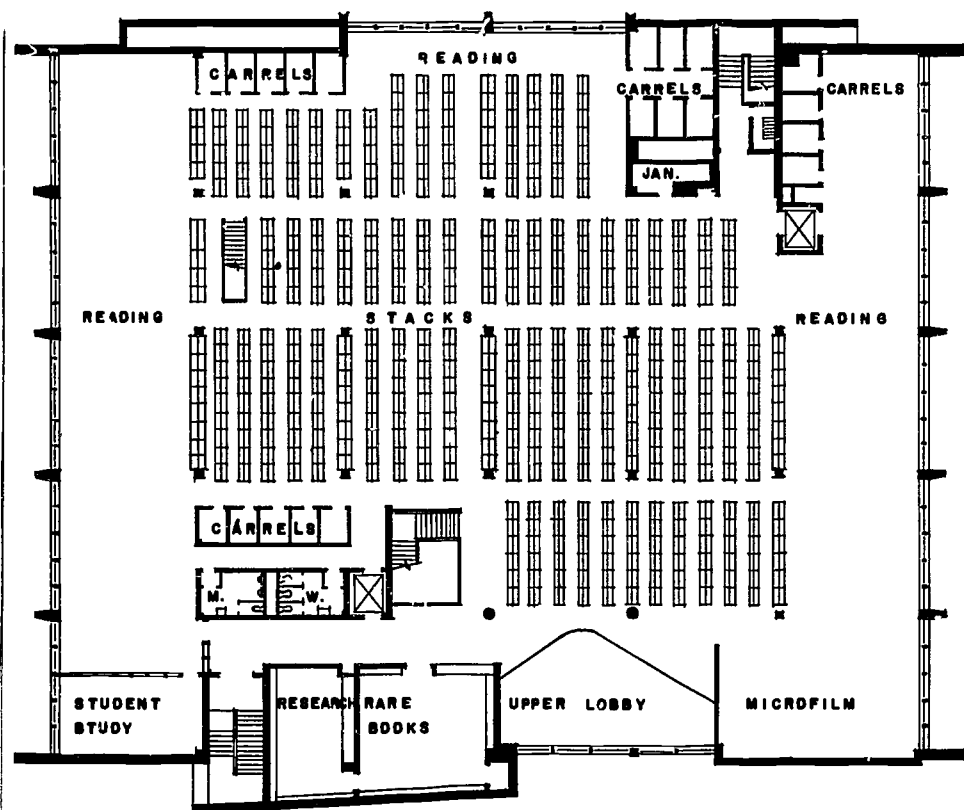 READING
CARRELS
CARRELS
CARRELS
JAN.
READING
STACKS
READING
CARRELS
M.
W.
STUDENT
STUDY
RESEARCH
RARE
BOOKS
UPPER LOBBY
MICROFILM